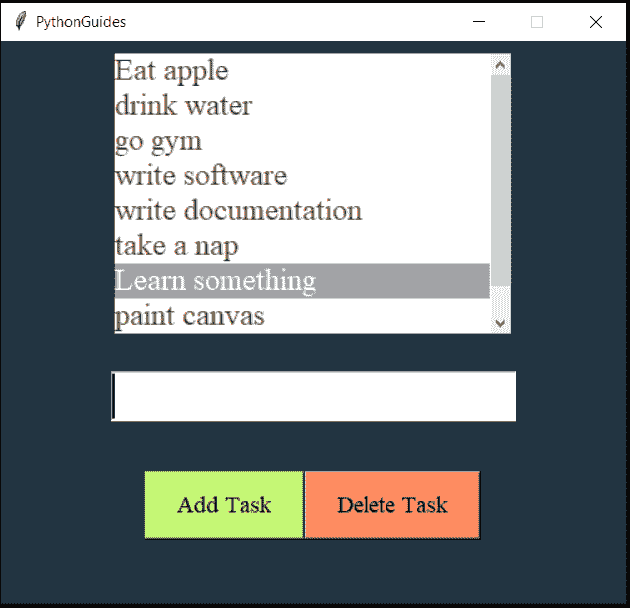 PythonGuides
Eat apple
drink water
go gym
write software
write documentation
take a nap
Learn something
paint canvas
Add Task
Delete Task